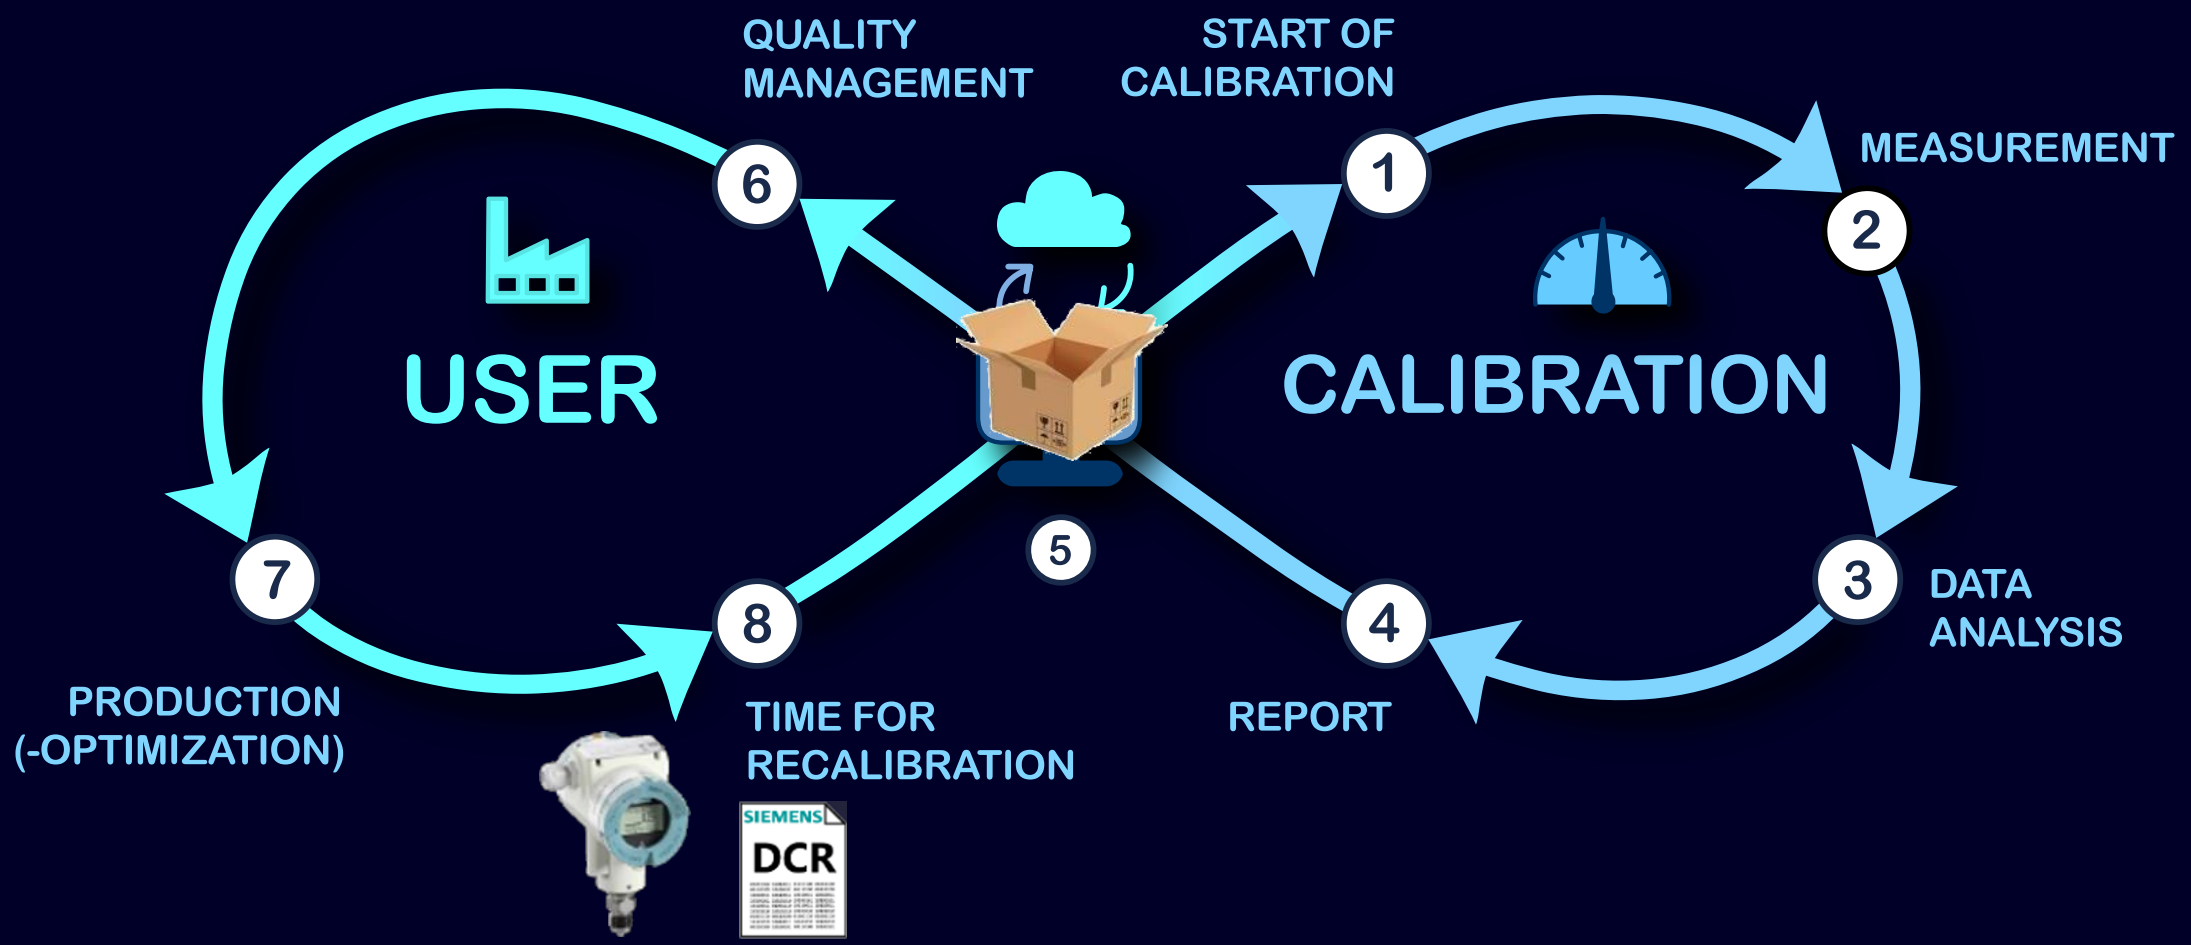 QUALITY
MANAGEMENT
START OF
CALIBRATION
MEASUREMENT
1
6
2
USER
CALIBRATION
5
7
3
8
4
DATA
ANALYSIS
PRODUCTION
(-OPTIMIZATION)
TIME FOR
RECALIBRATION
REPORT
SIEMENS
DCR